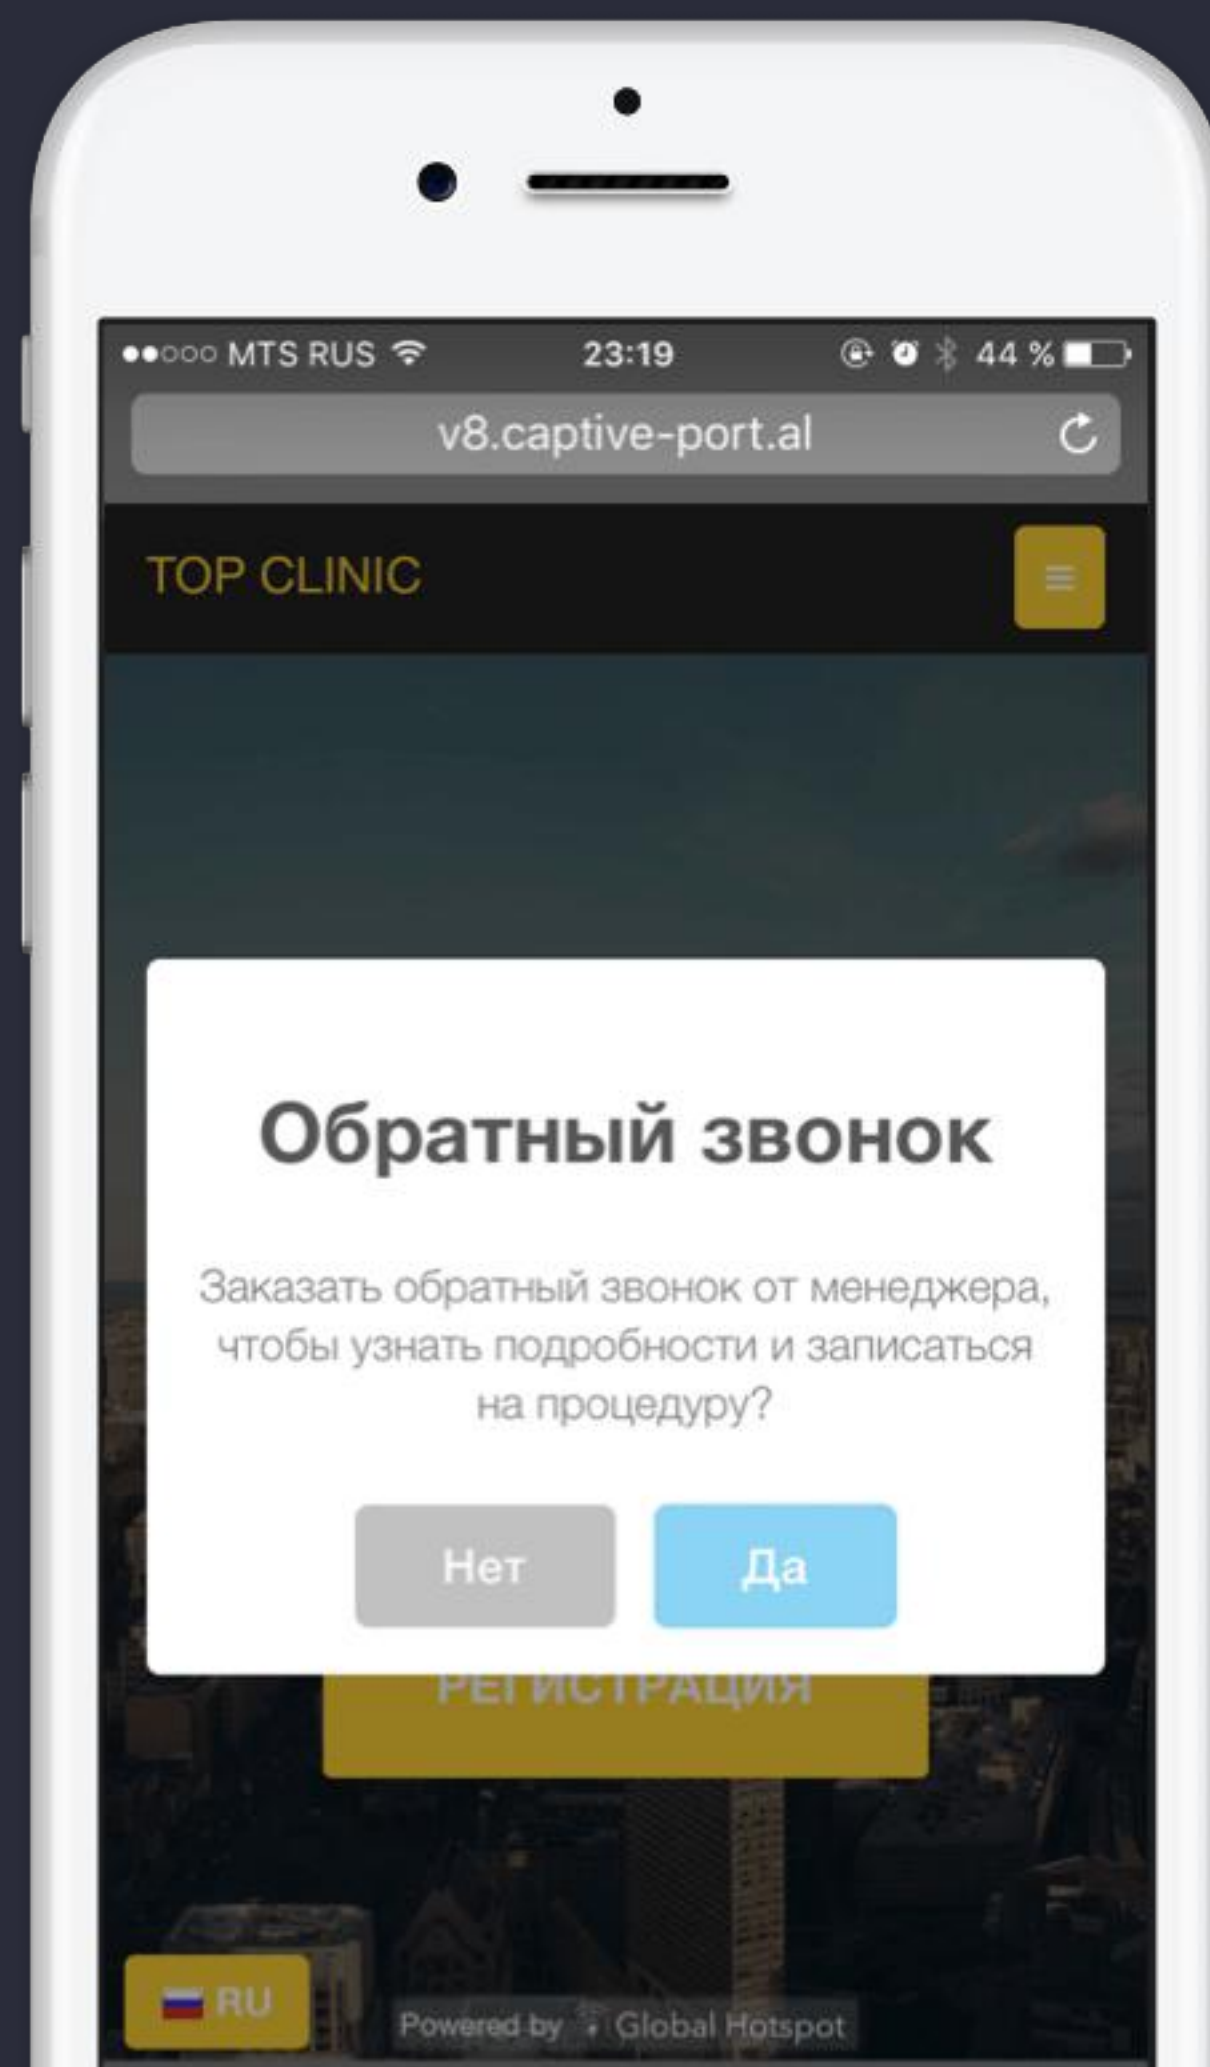 MTS RUS 23:19 44 %
v8.captive-port.al
TOP CLINIC
Обратный звонок
Заказать обратный звонок от менеджера,
чтобы узнать подробности и записаться
на процедуру?
Нет Да
РЕГИСТРАЦИЯ
RU
Powered by Global Hotspot